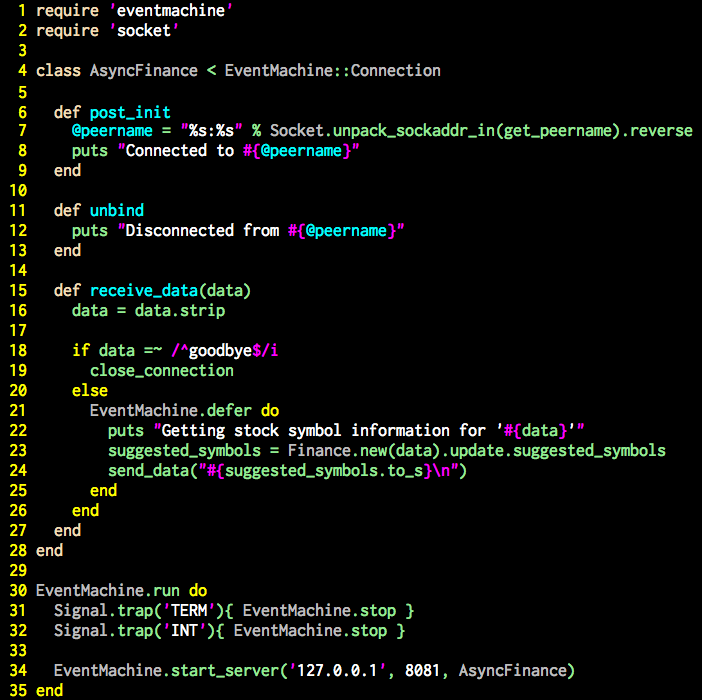 1 require 'eventmachine'
2 require 'socket'
3
4 class AsyncFinance < EventMachine::Connection
5
6   def post_init
7     @peername = "%s:%s" % Socket.unpack_sockaddr_in(get_peername).reverse
8     puts "Connected to #{@peername}"
9   end
10
11   def unbind
12     puts "Disconnected from #{@peername}"
13   end
14
15   def receive_data(data)
16     data = data.strip
17
18     if data =~ /^goodbye$/i
19       close_connection
20     else
21       EventMachine.defer do
22         puts "Getting stock symbol information for '#{data}'"
23         suggested_symbols = Finance.new(data).update.suggested_symbols
24         send_data("#{suggested_symbols.to_s}\n")
25       end
26     end
27   end
28 end
29
30 EventMachine.run do
31   Signal.trap('TERM'){ EventMachine.stop }
32   Signal.trap('INT'){ EventMachine.stop }
33
34   EventMachine.start_server('127.0.0.1', 8081, AsyncFinance)
35 end